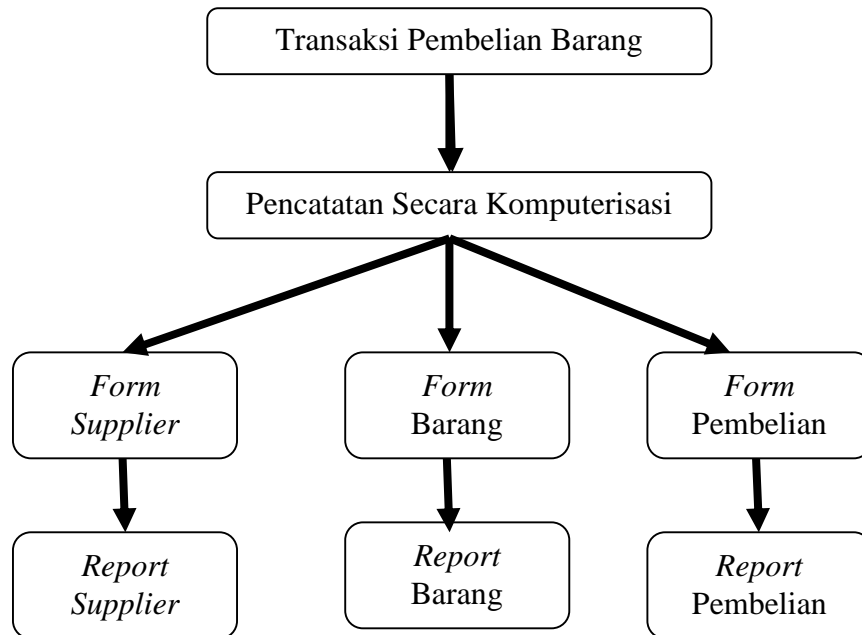 Transaksi Pembelian Barang
Pencatatan Secara Komputerisasi
Form
Supplier
Form
Barang
Form
Pembelian
Report
Supplier
Report
Barang
Report
Pembelian